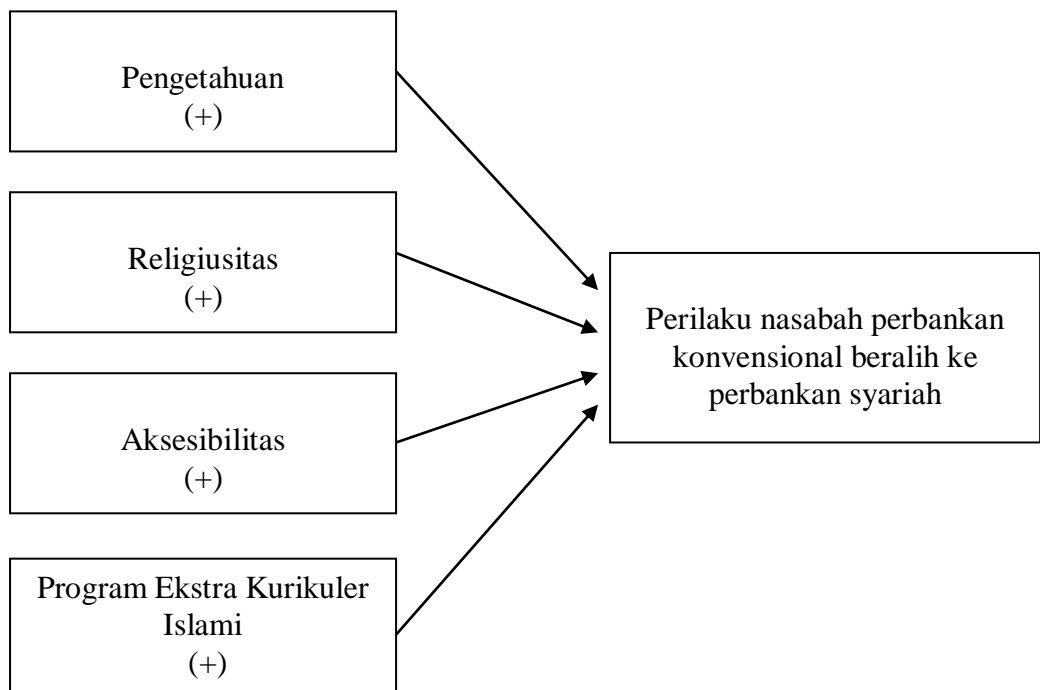 Pengetahuan
(+)
Religiusitas
(+)
Aksesibilitas
(+)
Program Ekstra Kurikuler
Islami
(+)
Perilaku nasabah perbankan
konvensional beralih ke
perbankan syariah